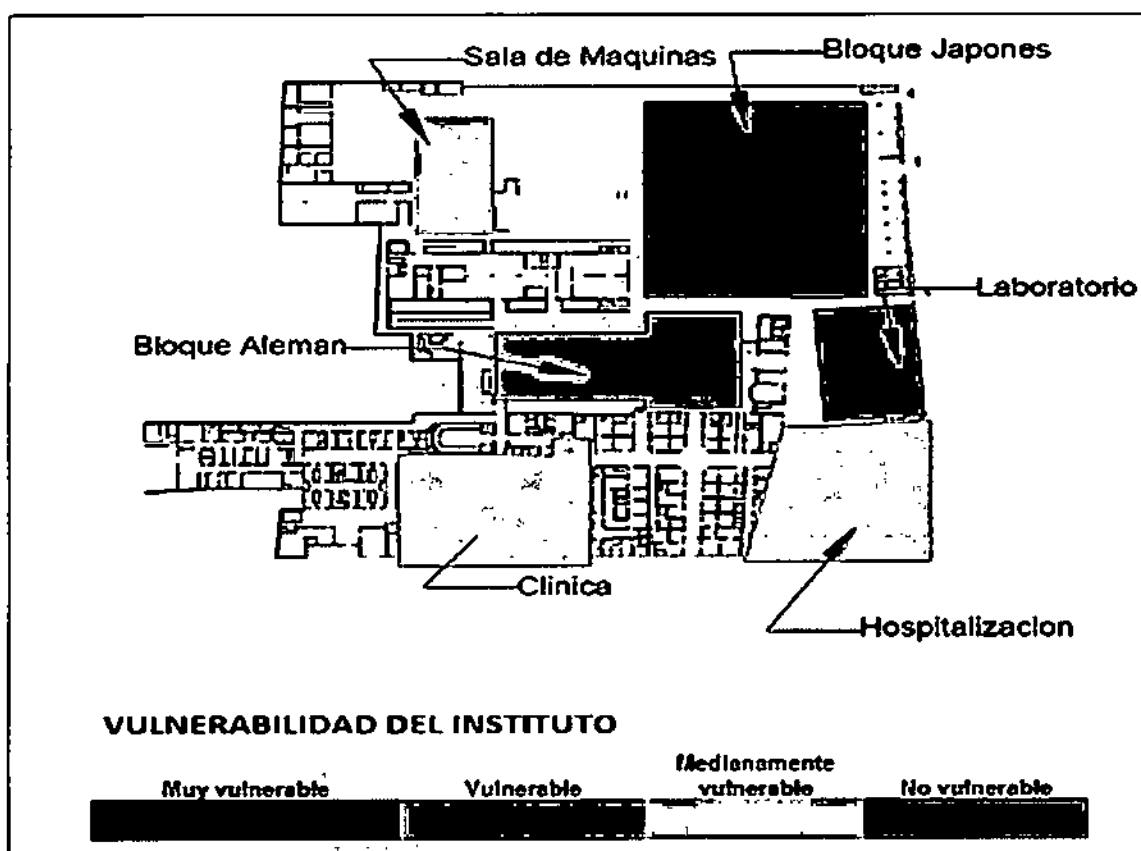 Sala de Maquinas
Bloque Japones
Laboratorio
Bloque Aleman
Clinica
Hospitalizacion
VULNERABILIDAD DEL INSTITUTO
Muy vulnerable
Vulnerable
Medianamente
vulnerable
No vulnerable